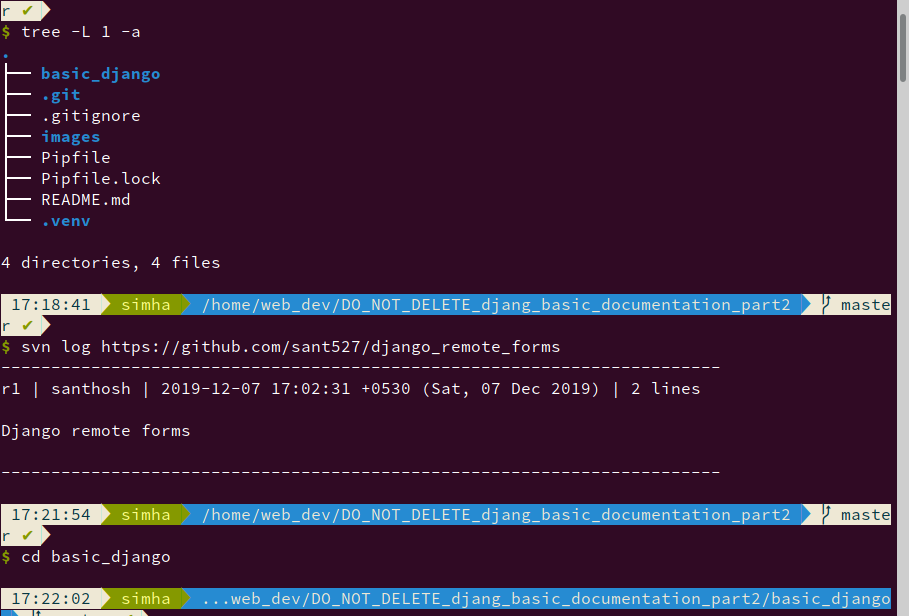 r ✔
$ tree -L 1 -a
.
├── basic_django
├── .git
├── .gitignore
├── images
├── Pipfile
├── Pipfile.lock
├── README.md
└── .venv
4 directories, 4 files
17:18:41 simha /home/web_dev/DO_NOT_DELETE_djang_basic_documentation_part2 master
r ✔
$ svn log https://github.com/sant527/django_remote_forms
------------------------------------------------------------------------
r1 | santhosh | 2019-12-07 17:02:31 +0530 (Sat, 07 Dec 2019) | 2 lines
Django remote forms
------------------------------------------------------------------------
17:21:54 simha /home/web_dev/DO_NOT_DELETE_djang_basic_documentation_part2 maste
r ✔
$ cd basic_django
17:22:02 simha ...web_dev/DO_NOT_DELETE_djang_basic_documentation_part2/basic_django